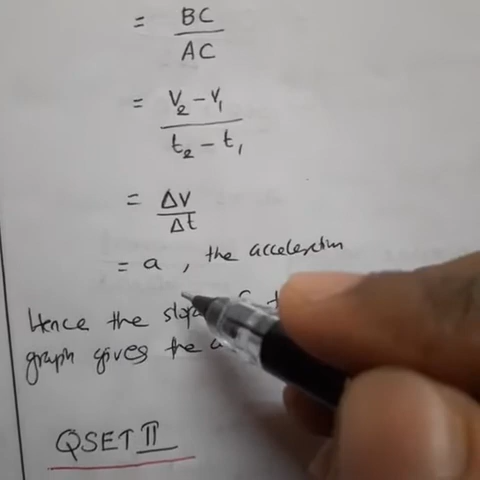 = BC/AC
= V₂ - V₁/t₂ - t₁
= Δv/Δt
= a, the acceleration
Hence the slope
graph gives the
QSET II